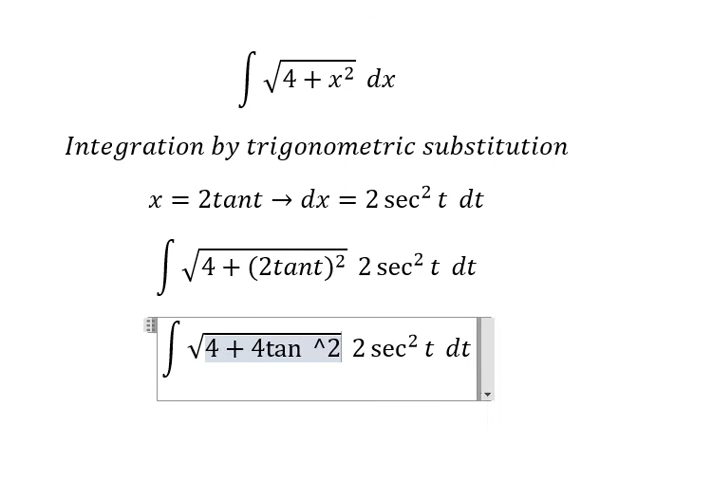 ∫ √(4 + x²) dx
Integration by trigonometric substitution
x = 2tant → dx = 2 sec² t dt
∫ √(4 + (2tant)²) 2 sec² t dt
∫ √(4 + 4tan ^2) 2 sec² t dt